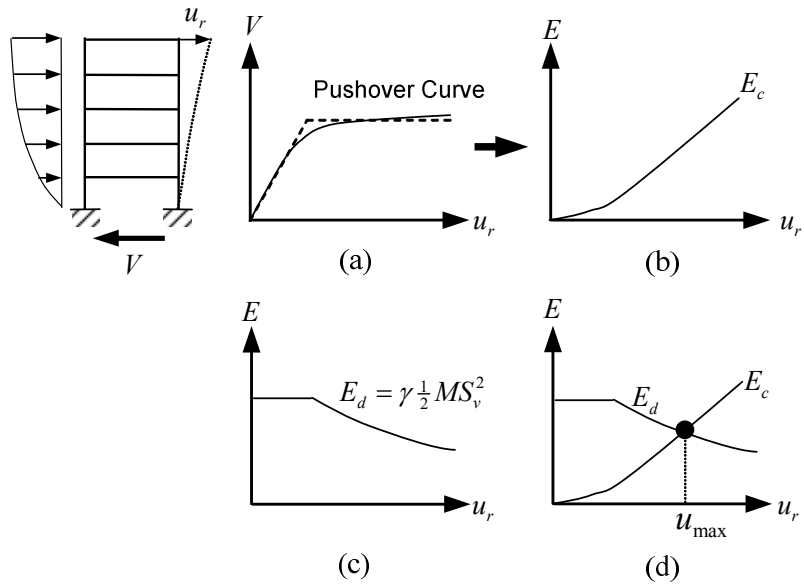 u_r
V
V
Pushover Curve
u_r
(a)
E
E_c
u_r
(b)
E
E_d = γ ½ MS_v^2
u_r
(c)
E
E_d
E_c
u_max
u_r
(d)